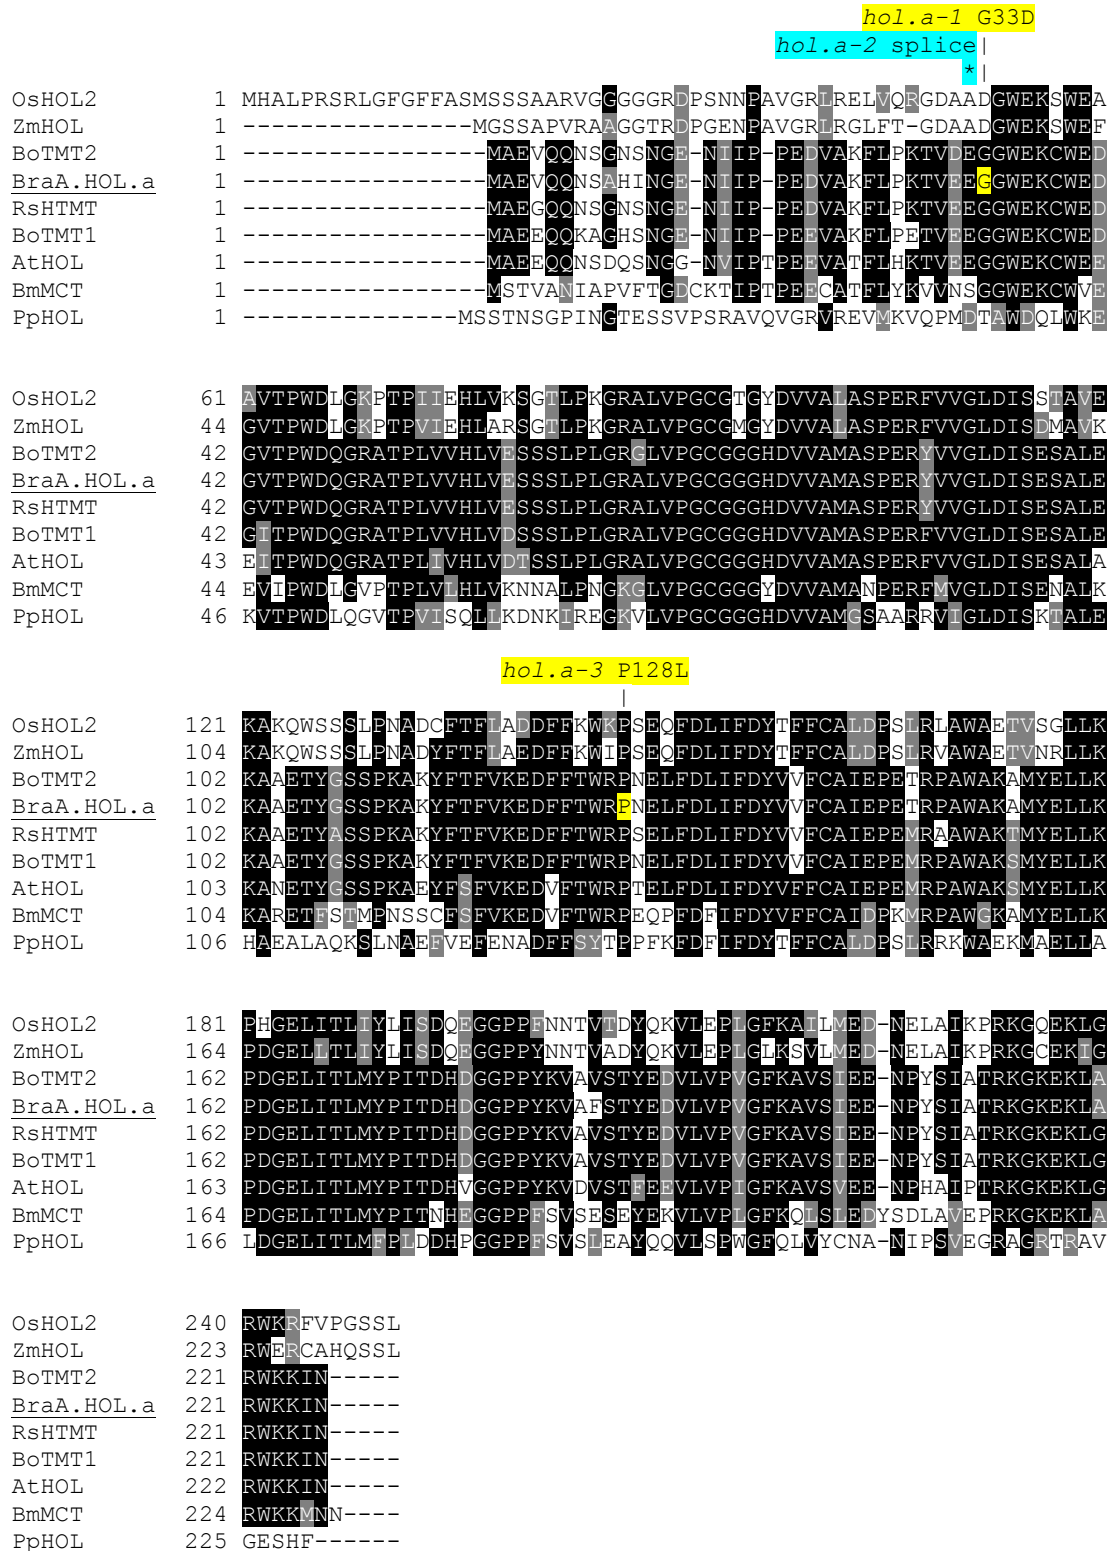 hol.a-1 G33D
hol.a-2 splice|
*|
OsHOL2 1 MHALPRSRLGFGFFASMSSSAARVGGGGGRDPSNNPAVGRLRELVQRGDAADGWEKSWEA
ZmHOL 1 ----------------MGSSAPVRAAGGTRDPGENPAVGRLRGLFT-GDAADGWEKSWEF
BoTMT2 1 -----------------MAEVQQNSGNSNGE-NIIP-PEDVAKFLPKTVDEGGWEKCWED
BraA.HOL.a 1 -----------------MAEVQQNSAHINGE-NIIP-PEDVAKFLPKTVEEGGWEKCWED
RsHTMT 1 -----------------MAEGQQNSGNSNGE-NIIP-PEDVAKFLPKTVEEGGWEKCWED
BoTMT1 1 -----------------MAEEQQKAGHSNGE-NIIP-PEEVAKFLPETVEEGGWEKCWED
AtHOL 1 -----------------MAEEQQNSDQSNGG-NVIPTPEEVATFLHKTVEEGGWEKCWEE
BmMCT 1 -----------------MSTVANIAPVFTGDCKTIPTPEECATFLYKVVNSGGWEKCWVE
PpHOL 1 ---------------MSSTNSGPINGTESSVPSRAVQVGRVREVMKVQPMDTAWDQLWKE
OsHOL2 61 AVTPWDLGKPTPIIEHLVKSGTLPKGRALVPGCGTGYDVVALASPERFVVGLDISSTAVE
ZmHOL 44 GVTPWDLGKPTPVIEHLARSGTLPKGRALVPGCGMGYDVVALASPERFVVGLDISDMAVK
BoTMT2 42 GVTPWDQGRATPLVVHLVESSSLPLGRGLVPGCGGGHDVVAMASPERYVVGLDISESALE
BraA.HOL.a 42 GVTPWDQGRATPLVVHLVESSSLPLGRALVPGCGGGHDVVAMASPERYVVGLDISESALE
RsHTMT 42 GVTPWDQGRATPLVVHLVESSSLPLGRALVPGCGGGHDVVAMASPERYVVGLDISESALE
BoTMT1 42 GITPWDQGRATPLVVHLVDSSSLPLGRALVPGCGGGHDVVAMASPERFVVGLDISESALE
AtHOL 43 EITPWDQGRATPLIVHLVDTSSLPLGRALVPGCGGGHDVVAMASPERFVVGLDISESALA
BmMCT 44 EVIPWDLGVPTPLVLHLVKNNALPNGKGLVPGCGGGYDVVAMANPERFMVGLDISENALK
PpHOL 46 KVTPWDLQGVTPVISQLLKDNKIREGKVLVPGCGGGHDVVAMGSAARRVIGLDISKTALE
hol.a-3 P128L
|
OsHOL2 121 KAKQWSSSLPNADCFTFLADDFFKWKPSEQFDLIFDYTFFCALDPSLRLAWAETVSGLLK
ZmHOL 104 KAKQWSSSLPNADYFTFLAEDFFKWIPSEQFDLIFDYTFFCALDPSLRVAWAETVNRLLK
BoTMT2 102 KAAETYGSSPKAKYFTFVKEDFFTWRPNELFDLIFDYVVFCAIEPETRPAWAKAMYELLK
BraA.HOL.a 102 KAAETYGSSPKAKYFTFVKEDFFTWRPNELFDLIFDYVVFCAIEPETRPAWAKAMYELLK
RsHTMT 102 KAAETYASSPKAKYFTFVKEDFFTWRPSELFDLIFDYVVFCAIEPEMRAAWAKTMYELLK
BoTMT1 102 KAAETYGSSPKAKYFTFVKEDFFTWRPNELFDLIFDYVVFCAIEPEMRPAWAKSMYELLK
AtHOL 103 KANETYGSSPKAEYFSFVKEDVFTWRPTELFDLIFDYVFFCAIEPEMRPAWAKSMYELLK
BmMCT 104 KARETFSTMPNSSCFSFVKEDVFTWRPEQPFDFIFDYVFFCAIDPKMRPAWGKAMYELLK
PpHOL 106 HAEALAQKSLNAEFVEFENADFFSYTPPFKFDFIFDYTFFCALDPSLRRKWAEKMAELLA
OsHOL2 181 PHGELITLIYLISDQEGGPPFNNTVTDYQKVLEPLGFKAILMED-NELAIKPRKGQEKLG
ZmHOL 164 PDGELLTLIYLISDQEGGPPYNNTVADYQKVLEPLGLKSVLMED-NELAIKPRKGCEKIG
BoTMT2 162 PDGELITLMYPITDHDGGPPYKVAVSTYEDVLVPVGFKAVSIEE-NPYSIATRKGKEKLA
BraA.HOL.a 162 PDGELITLMYPITDHDGGPPYKVAFSTYEDVLVPVGFKAVSIEE-NPYSIATRKGKEKLA
RsHTMT 162 PDGELITLMYPITDHDGGPPYKVAVSTYEDVLVPVGFKAVSIEE-NPYSIATRKGKEKLG
BoTMT1 162 PDGELITLMYPITDHDGGPPYKVAVSTYEDVLVPVGFKAVSIEE-NPYSIATRKGKEKLG
AtHOL 163 PDGELITLMYPITDHVGGPPYKVDVSTFEEVLVPIGFKAVSVEE-NPHAIPTRKGKEKLG
BmMCT 164 PDGELITLMYPITNHEGGPPFSVSESEYEKVLVPLGFKQLSLEDYSDLAVEPRKGKEKLA
PpHOL 166 LDGELITLMFPLDDHPGGPPFSVSLEAYQQVLSPWGFQLVYCNA-NIPSVEGRAGRTRAV
OsHOL2 240 RWKRFVPGSSL
ZmHOL 223 RWERCAHQSSL
BoTMT2 221 RWKKIN-----
BraA.HOL.a 221 RWKKIN-----
RsHTMT 221 RWKKIN-----
BoTMT1 221 RWKKIN-----
AtHOL 222 RWKKIN-----
BmMCT 224 RWKKMNN----
PpHOL 225 GESHF------